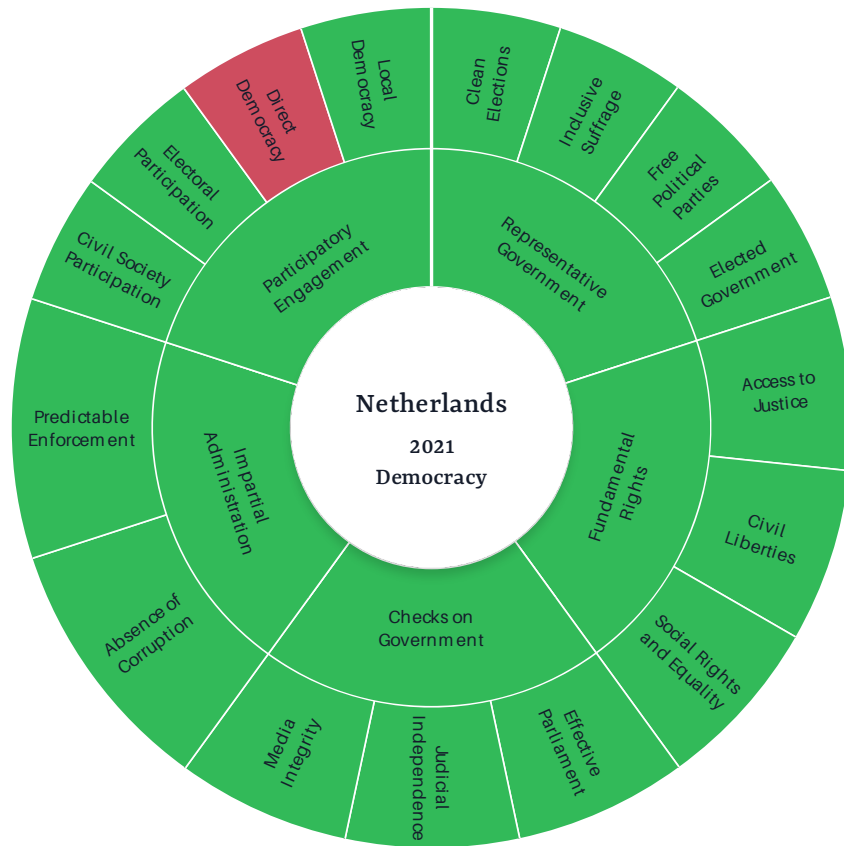 Netherlands
2021
Democracy
Representative
Government
Clean
Elections
Inclusive
Suffrage
Free
Political
Parties
Elected
Government
Fundamental
Rights
Access to
Justice
Civil
Liberties
Social Rights
and Equality
Checks on
Government
Effective
Parliament
Judicial
Independence
Media
Integrity
Impartial
Administration
Absence of
Corruption
Predictable
Enforcement
Participatory
Engagement
Civil Society
Participation
Electoral
Participation
Direct
Democracy
Local
Democracy